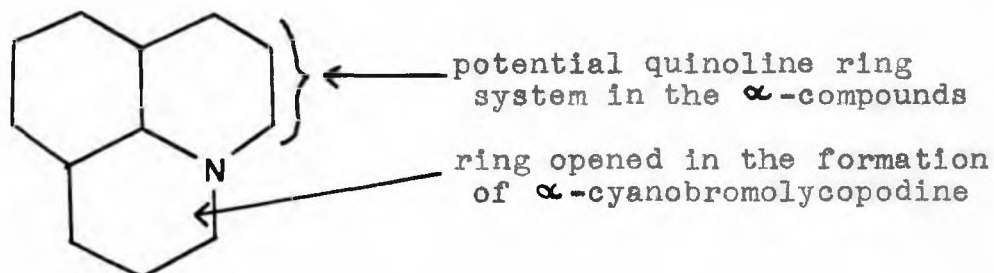 potential quinoline ring
system in the α-compounds
N
ring opened in the formation
of α-cyanobromolycopodine